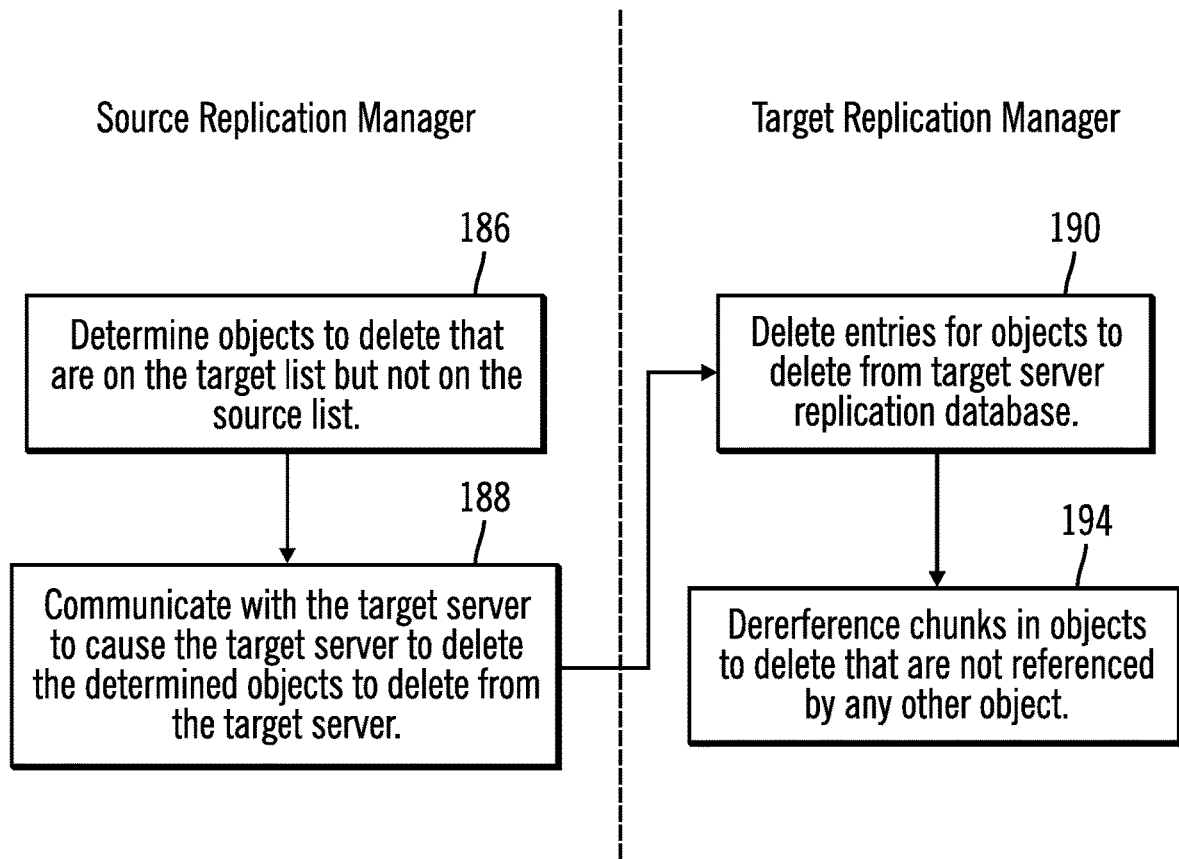 Source Replication Manager
186
Determine objects to delete that
are on the target list but not on the
source list.
188
Communicate with the target server
to cause the target server to delete
the determined objects to delete from
the target server.
Target Replication Manager
190
Delete entries for objects to
delete from target server
replication database.
194
Dererference chunks in objects
to delete that are not referenced
by any other object.